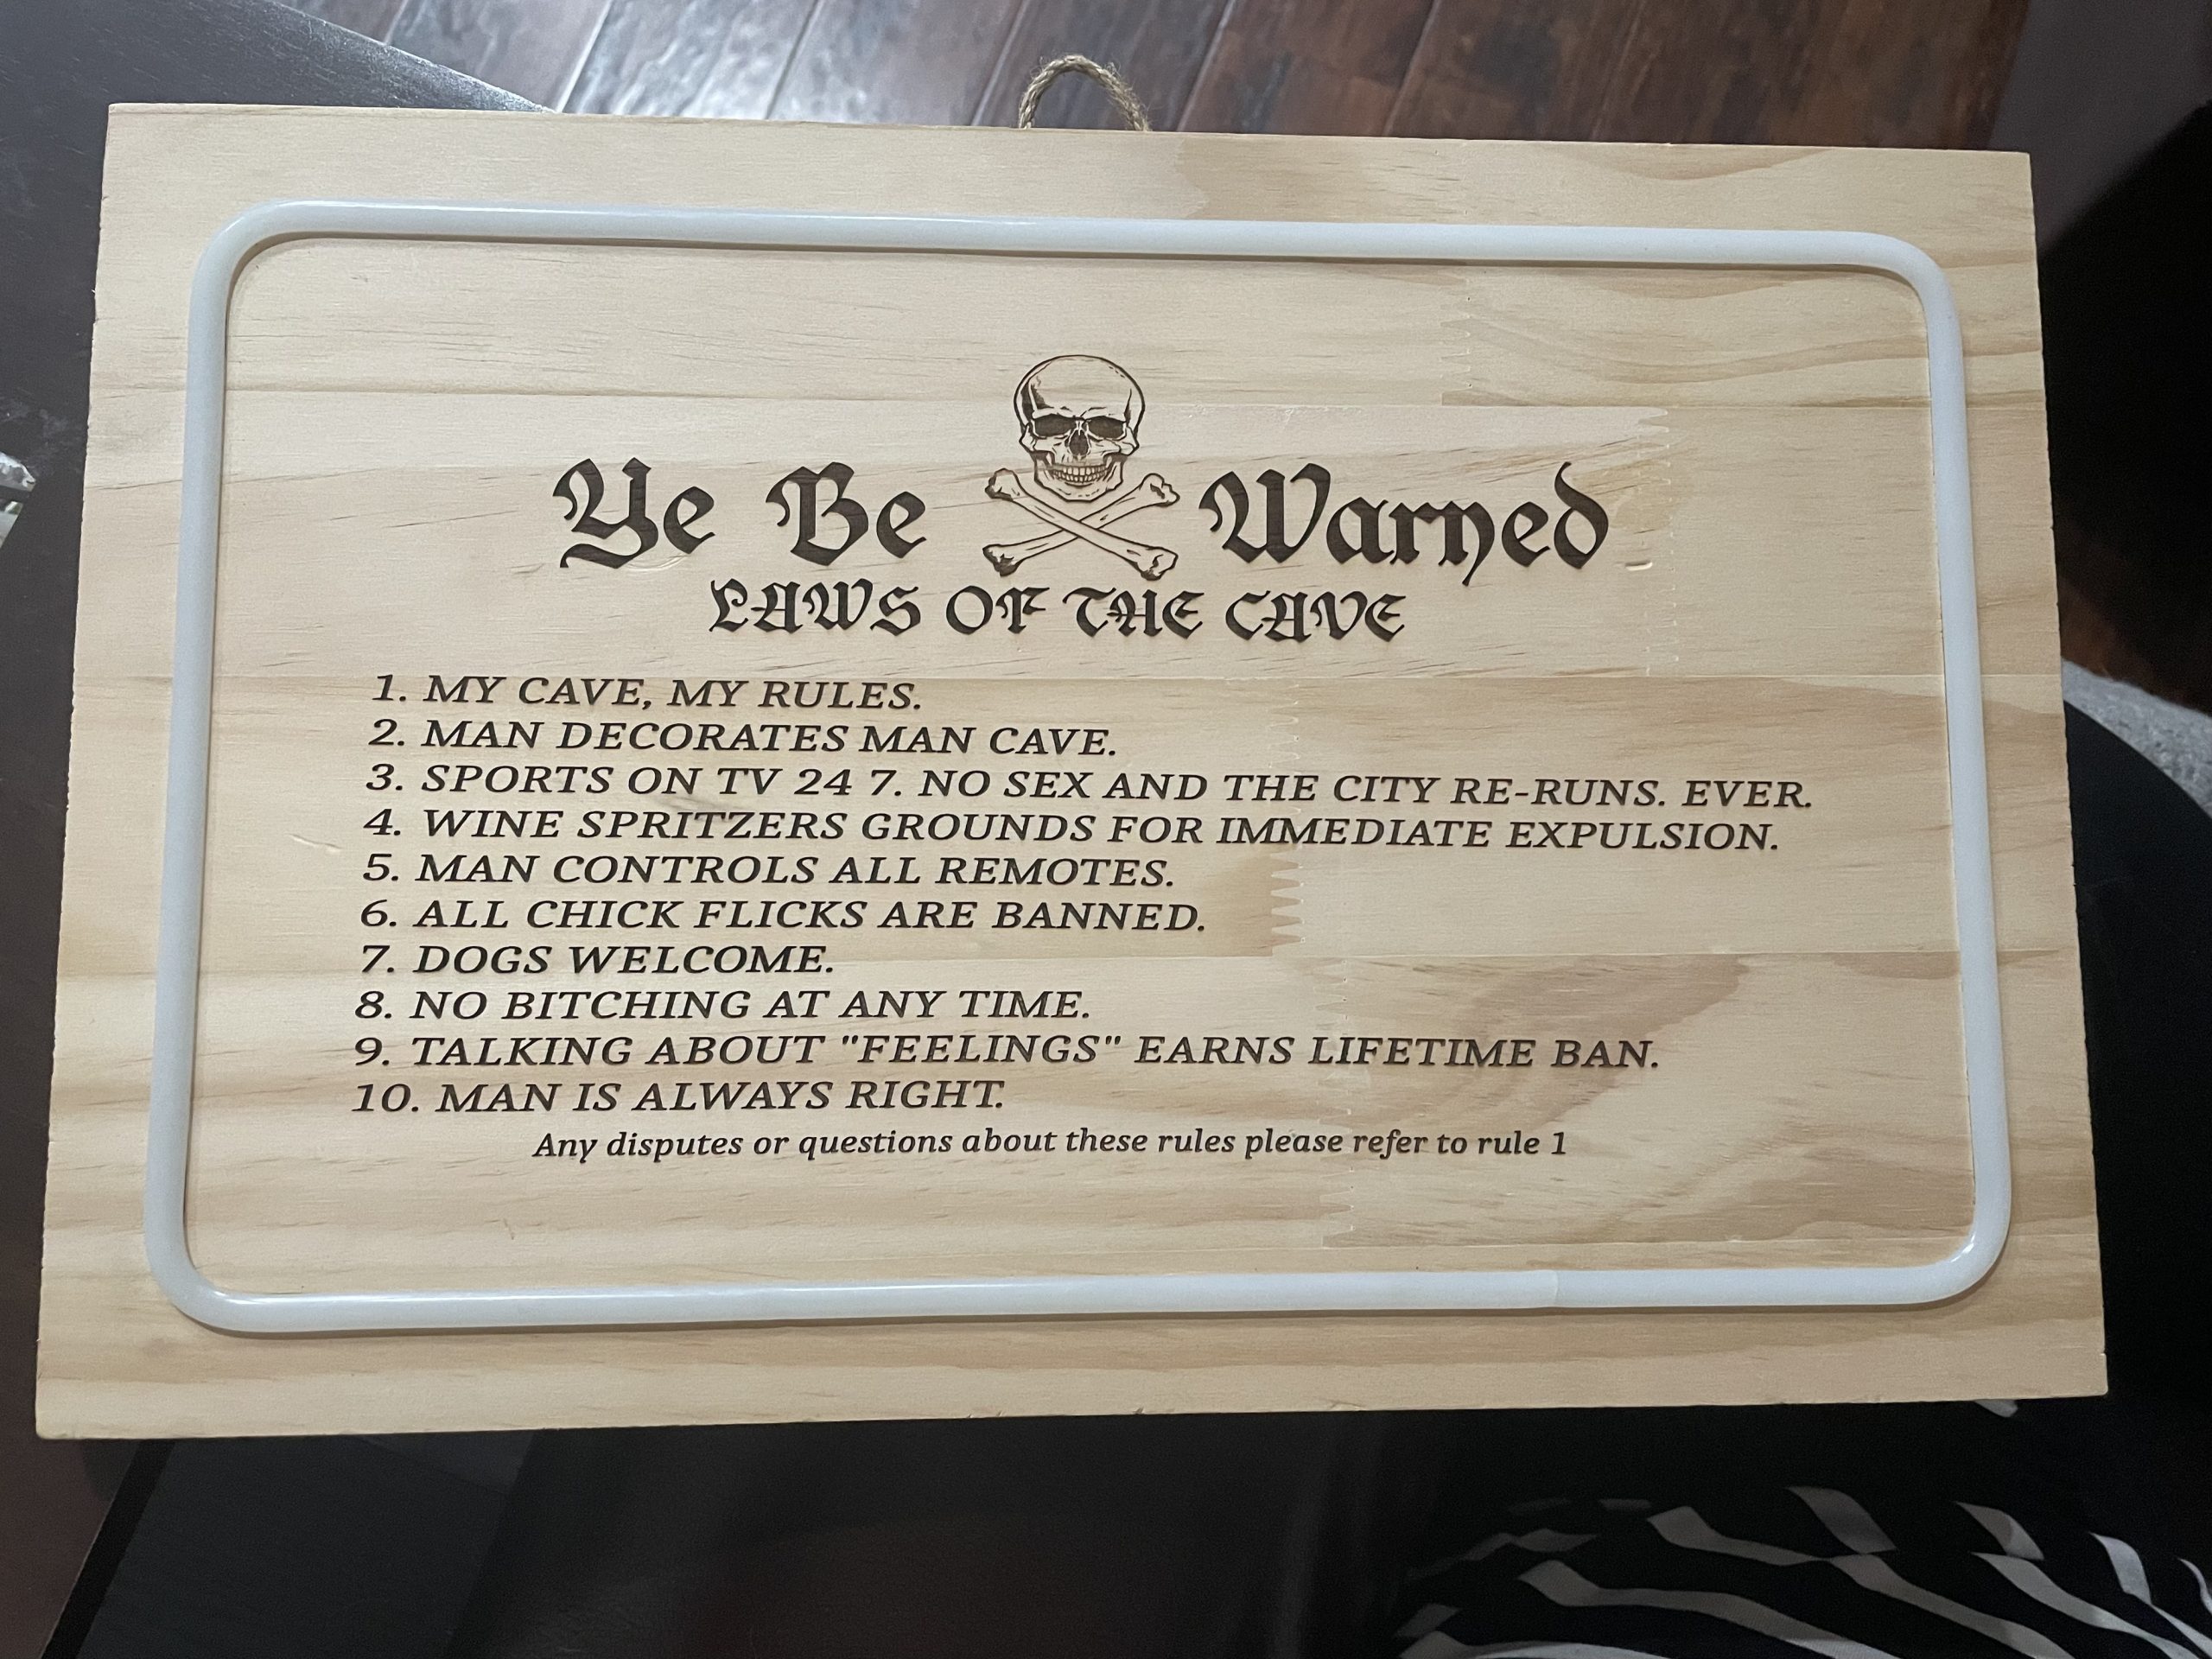 Ye Be Warned
LAWS OF THE CAVE
1. MY CAVE, MY RULES.
2. MAN DECORATES MAN CAVE.
3. SPORTS ON TV 24 7. NO SEX AND THE CITY RE-RUNS. EVER.
4. WINE SPRITZERS GROUNDS FOR IMMEDIATE EXPULSION.
5. MAN CONTROLS ALL REMOTES.
6. ALL CHICK FLICKS ARE BANNED.
7. DOGS WELCOME.
8. NO BITCHING AT ANY TIME.
9. TALKING ABOUT "FEELINGS" EARNS LIFETIME BAN.
10. MAN IS ALWAYS RIGHT.
Any disputes or questions about these rules please refer to rule 1